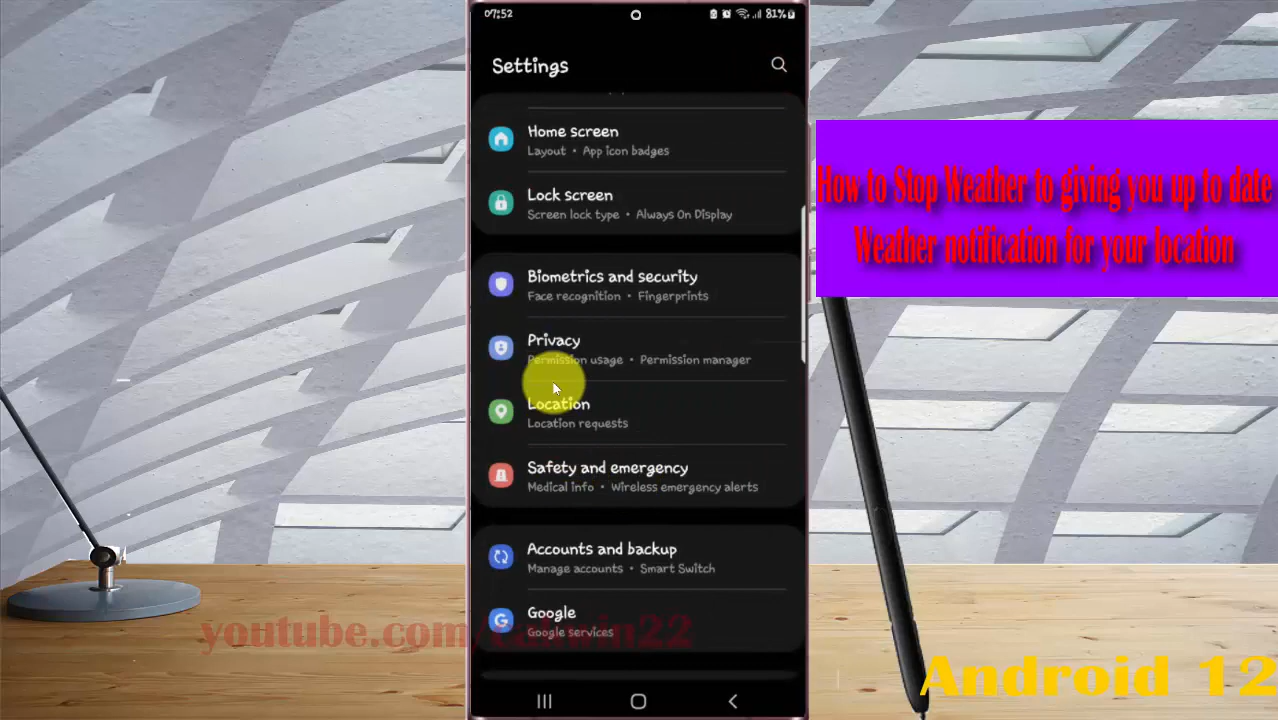 07:52
81%
Settings
Home screen
Layout • App icon badges
Lock screen
Screen lock type • Always On Display
Biometrics and security
Face recognition • Fingerprints
Privacy
Permission usage • Permission manager
Location
Location requests
Safety and emergency
Medical info • Wireless emergency alerts
Accounts and backup
Manage accounts • Smart Switch
Google
Google services
How to Stop Weather to giving you up to date
Weather notification for your location
Android 12